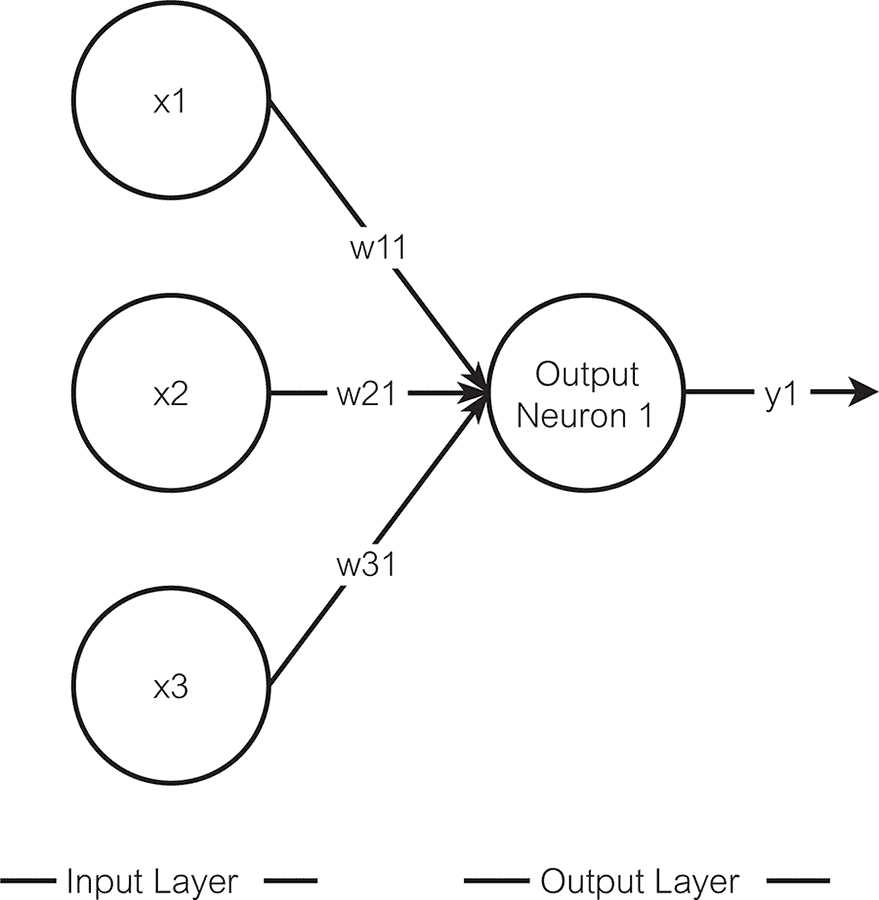 x1
w11
x2
w21
Output
Neuron 1
y1
w31
x3
Input Layer
Output Layer